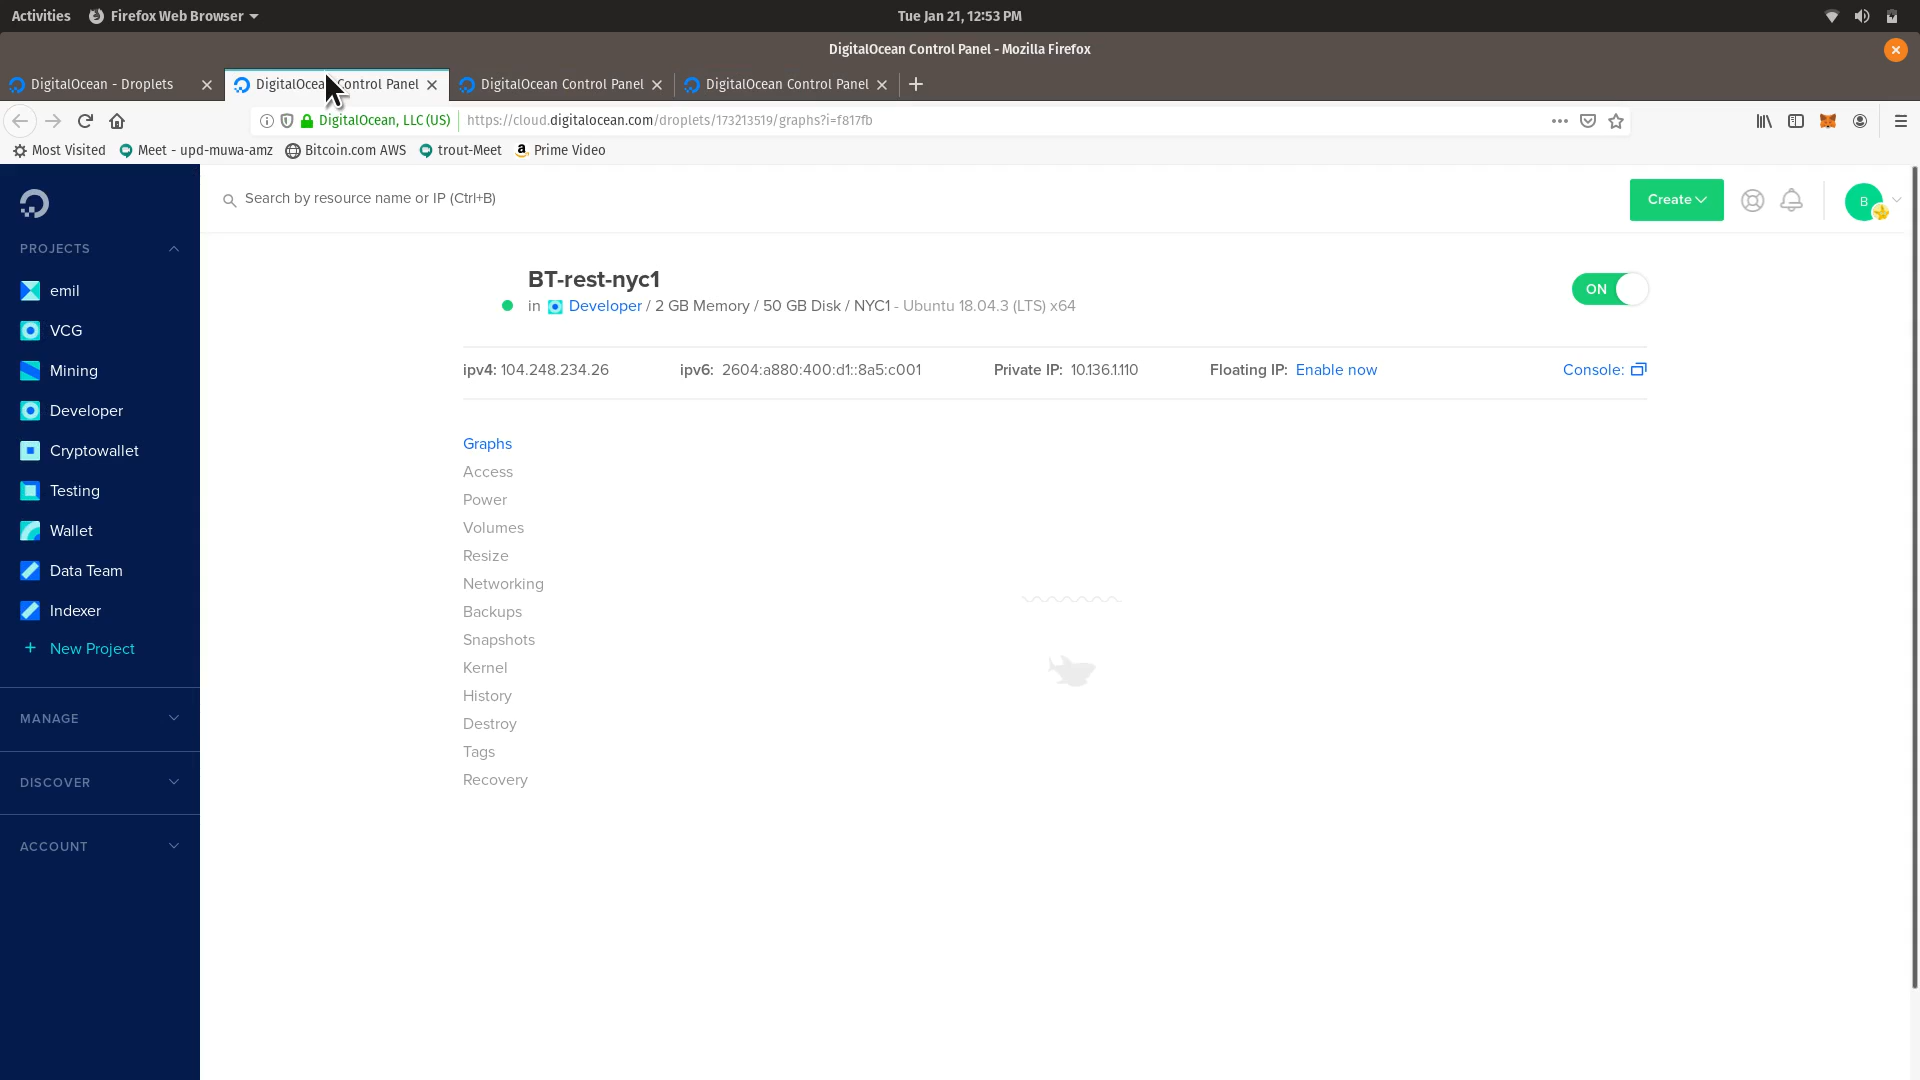 Activities
Firefox Web Browser
Tue Jan 21, 12:53 PM
DigitalOcean Control Panel - Mozilla Firefox
DigitalOcean - Droplets
DigitalOcean Control Panel
DigitalOcean Control Panel
DigitalOcean Control Panel
DigitalOcean, LLC (US)
https://cloud.digitalocean.com/droplets/173213519/graphs?i=f817fb
Most Visited
Meet - upd-muwa-amz
Bitcoin.com AWS
trout-Meet
Prime Video
Search by resource name or IP (Ctrl+B)
Create
B
PROJECTS
emil
VCG
Mining
Developer
Cryptowallet
Testing
Wallet
Data Team
Indexer
+ New Project
MANAGE
DISCOVER
ACCOUNT
BT-rest-nyc1
in Developer / 2 GB Memory / 50 GB Disk / NYC1 - Ubuntu 18.04.3 (LTS) x64
ON
ipv4: 104.248.234.26
ipv6: 2604:a880:400:d1::8a5:c001
Private IP: 10.136.1.110
Floating IP: Enable now
Console:
Graphs
Access
Power
Volumes
Resize
Networking
Backups
Snapshots
Kernel
History
Destroy
Tags
Recovery